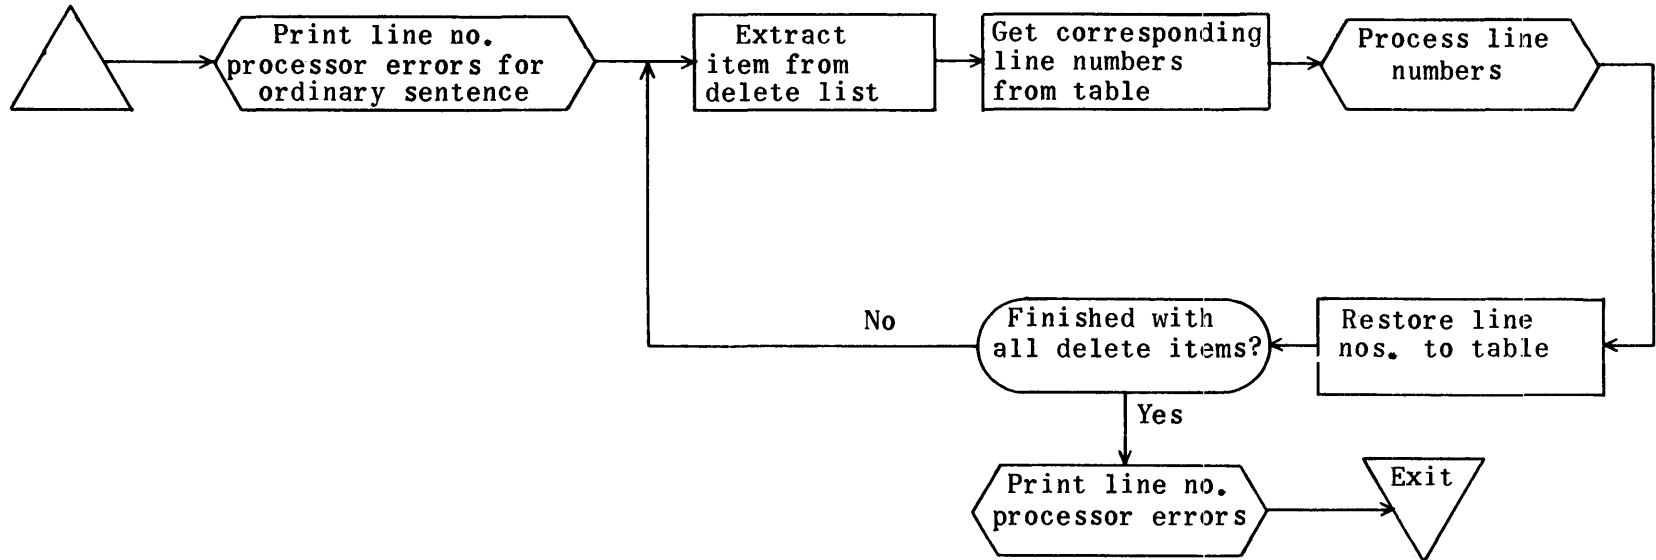 Print line no.
processor errors for
ordinary sentence
Extract
item from
delete list
Get corresponding
line numbers
from table
Process line
numbers
No
Finished with
all delete items?
Restore line
nos. to table
Yes
Print line no.
processor errors
Exit